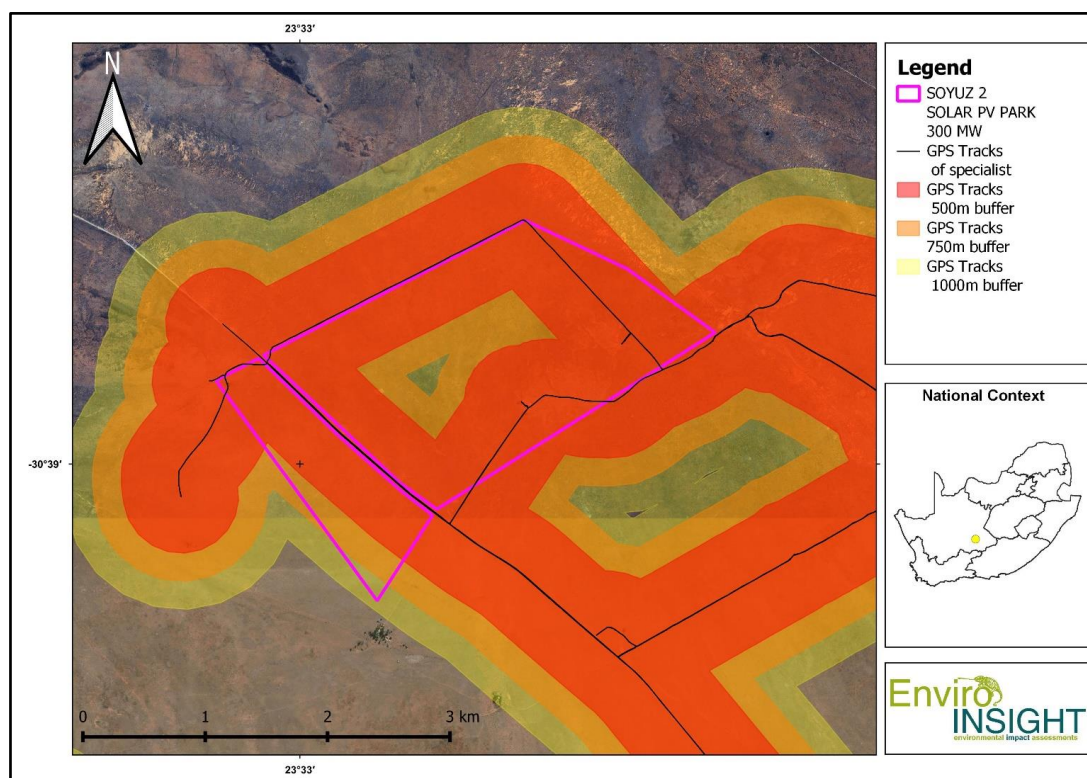 23°33'
N
-30°39'
0 1 2 3 km
23°33'
Legend
SOYUZ 2
SOLAR PV PARK
300 MW
GPS Tracks
of specialist
GPS Tracks
500m buffer
GPS Tracks
750m buffer
GPS Tracks
1000m buffer
National Context
Enviro
INSIGHT
environmental impact assessments